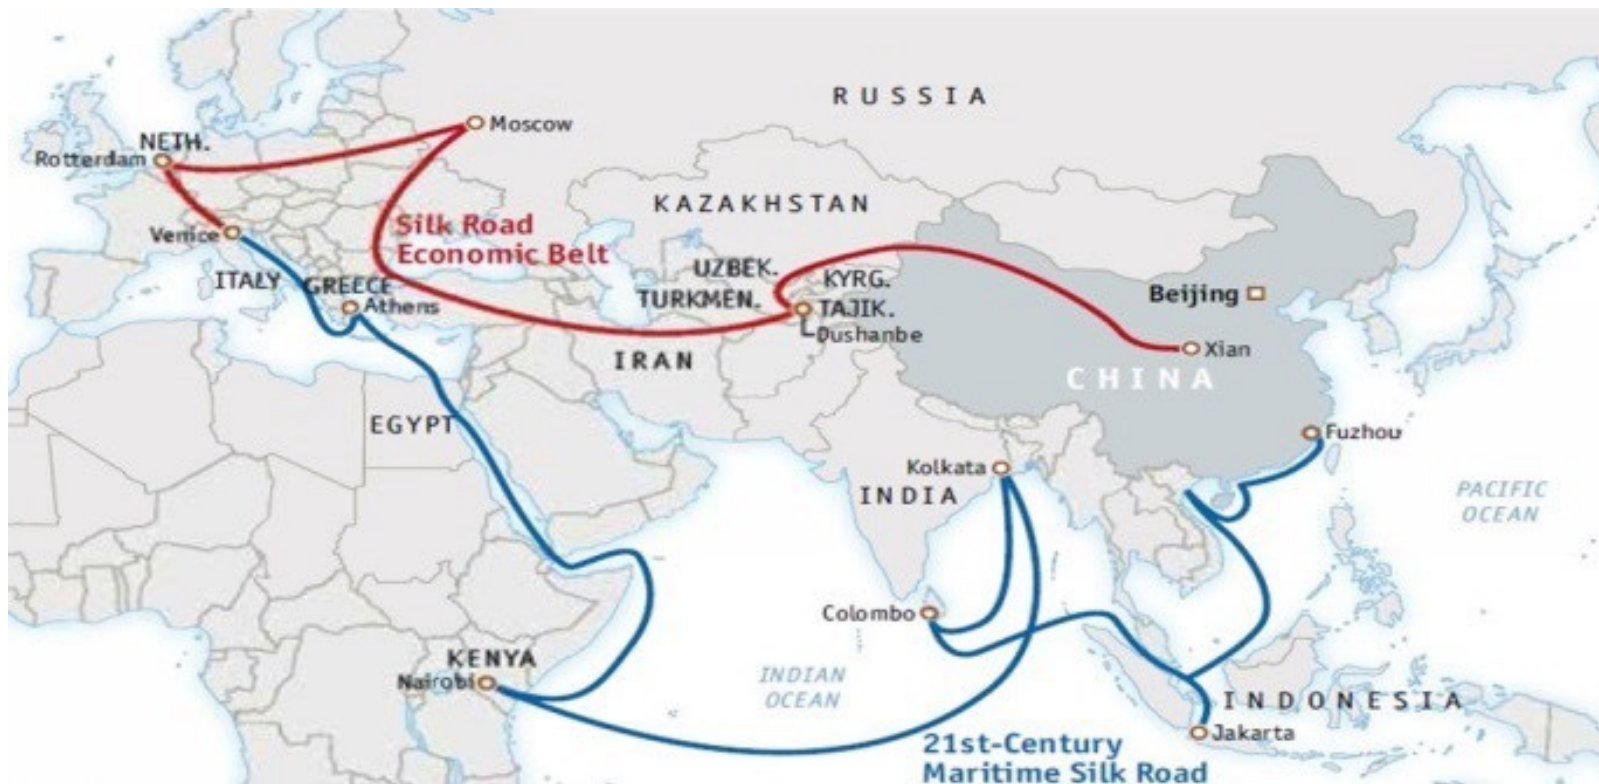 RUSSIA
Moscow
NETH.
Rotterdam
KAZAKHSTAN
Silk Road
Economic Belt
Venice
UZBEK.
KYRG.
ITALY
GREECE
TURKMEN.
TAJIK.
Beijing
Athens
Dushanbe
Xian
IRAN
CHINA
EGYPT
Fuzhou
Kolkata
INDIA
PACIFIC
OCEAN
Colombo
KENYA
Nairobi
INDIAN
OCEAN
INDONESIA
Jakarta
21st-Century
Maritime Silk Road